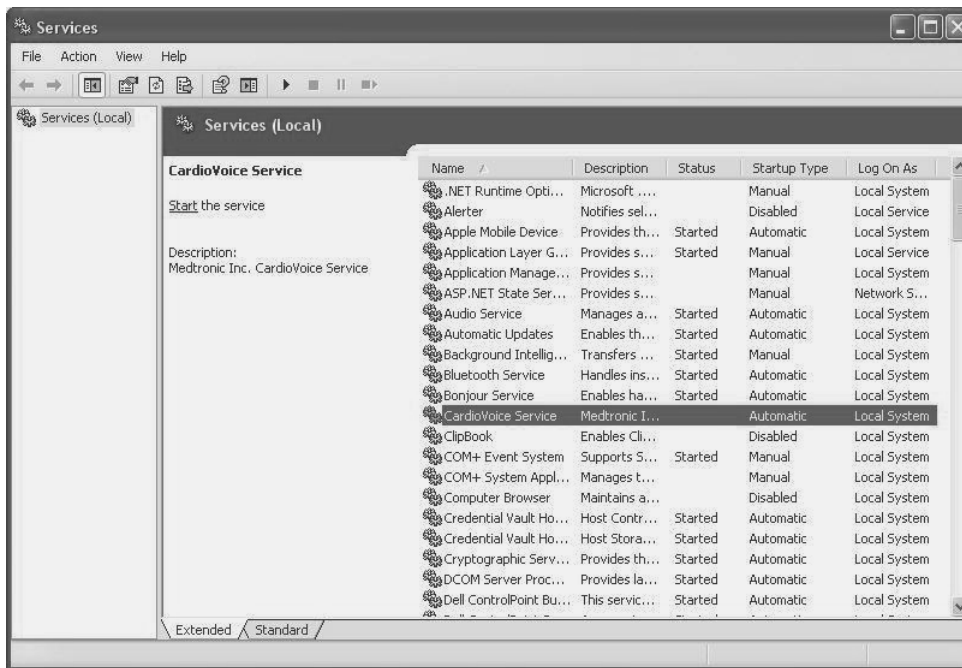 Services
File Action View Help
Services (Local)
Services (Local)
CardioVoice Service
Start the service
Description:
Medtronic Inc. CardioVoice Service
Name Description Status Startup Type Log On As
.NET Runtime Opti... Microsoft .... Manual Local System
Alerter Notifies sel... Disabled Local Service
Apple Mobile Device Provides th... Started Automatic Local System
Application Layer G... Provides s... Started Manual Local Service
Application Manage... Provides s... Manual Local System
ASP.NET State Ser... Provides s... Manual Network S...
Audio Service Manages a... Started Automatic Local System
Automatic Updates Enables th... Started Automatic Local System
Background Intellig... Transfers ... Started Manual Local System
Bluetooth Service Handles ins... Started Automatic Local System
Bonjour Service Enables ha... Started Automatic Local System
CardioVoice Service Medtronic I... Automatic Local System
ClipBook Enables Cli... Disabled Local System
COM+ Event System Supports S... Started Manual Local System
COM+ System Appl... Manages t... Manual Local System
Computer Browser Maintains a... Disabled Local System
Credential Vault Ho... Host Contr... Started Automatic Local System
Credential Vault Ho... Host Stora... Started Automatic Local System
Cryptographic Serv... Provides th... Started Automatic Local System
DCOM Server Proc... Provides la... Started Automatic Local System
Dell ControlPoint Bu... This servic... Started Automatic Local System
Extended Standard